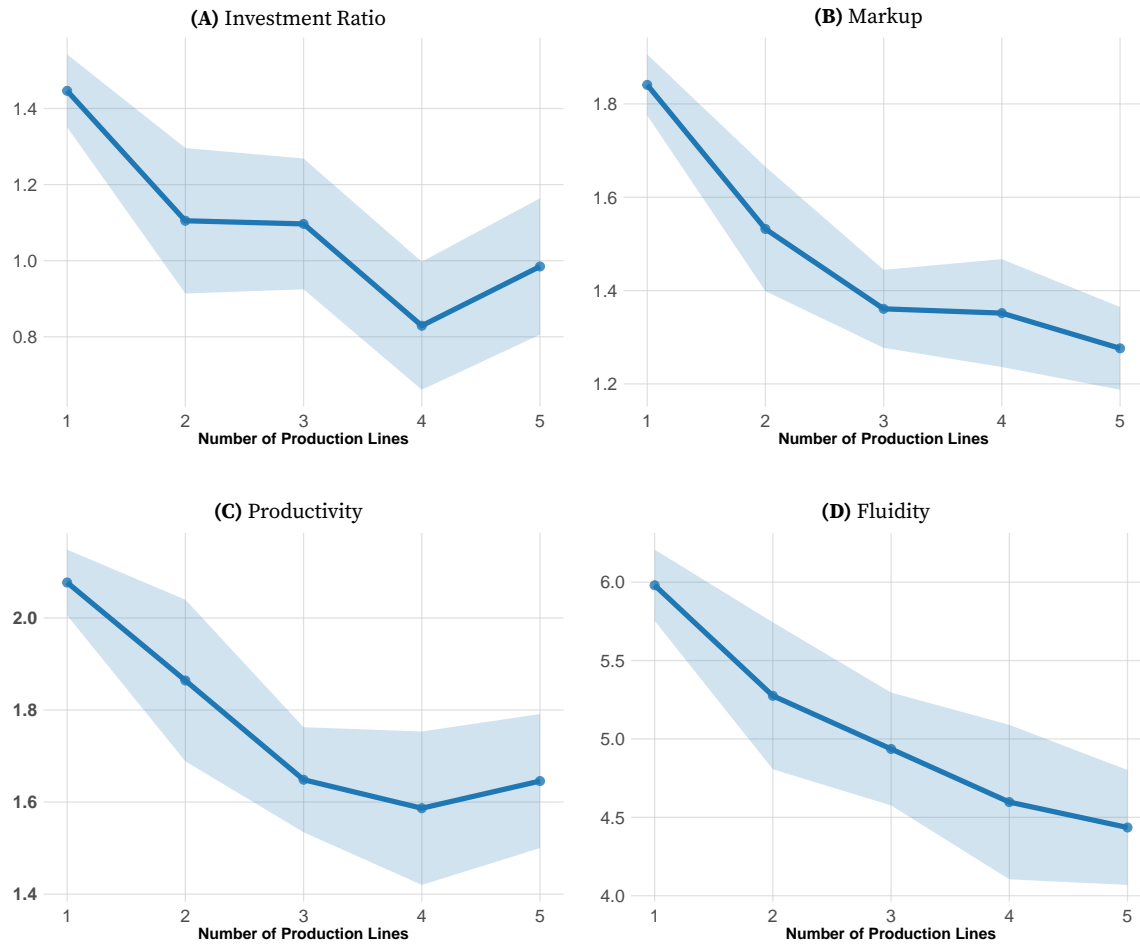 (A) Investment Ratio
1.4
1.2
1.0
0.8
1 2 3 4 5
Number of Production Lines
(B) Markup
1.8
1.6
1.4
1.2
1 2 3 4 5
Number of Production Lines
(C) Productivity
2.0
1.8
1.6
1.4
1 2 3 4 5
Number of Production Lines
(D) Fluidity
6.0
5.5
5.0
4.5
4.0
1 2 3 4 5
Number of Production Lines